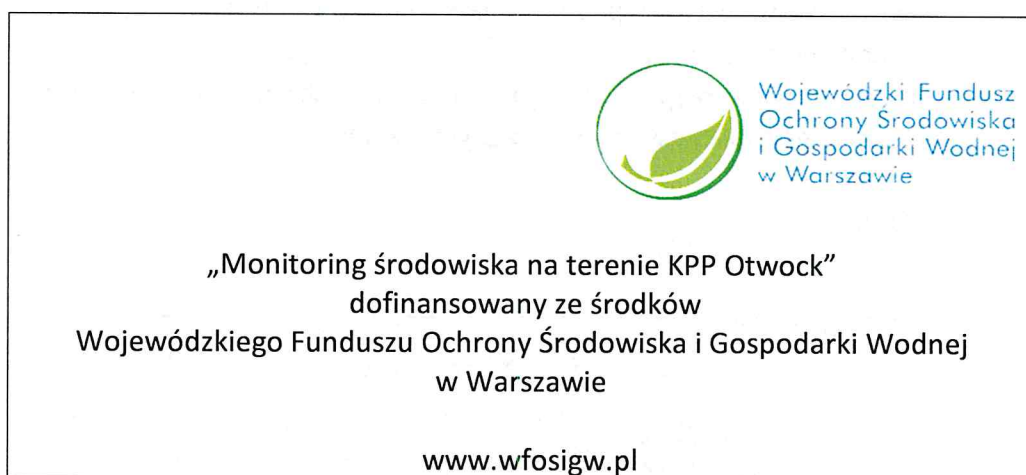 Wojewódzki Fundusz
Ochrony Środowiska
i Gospodarki Wodnej
w Warszawie
„Monitoring środowiska na terenie KPP Otwock”
dofinansowany ze środków
Wojewódzkiego Funduszu Ochrony Środowiska i Gospodarki Wodnej
w Warszawie
www.wfosigw.pl